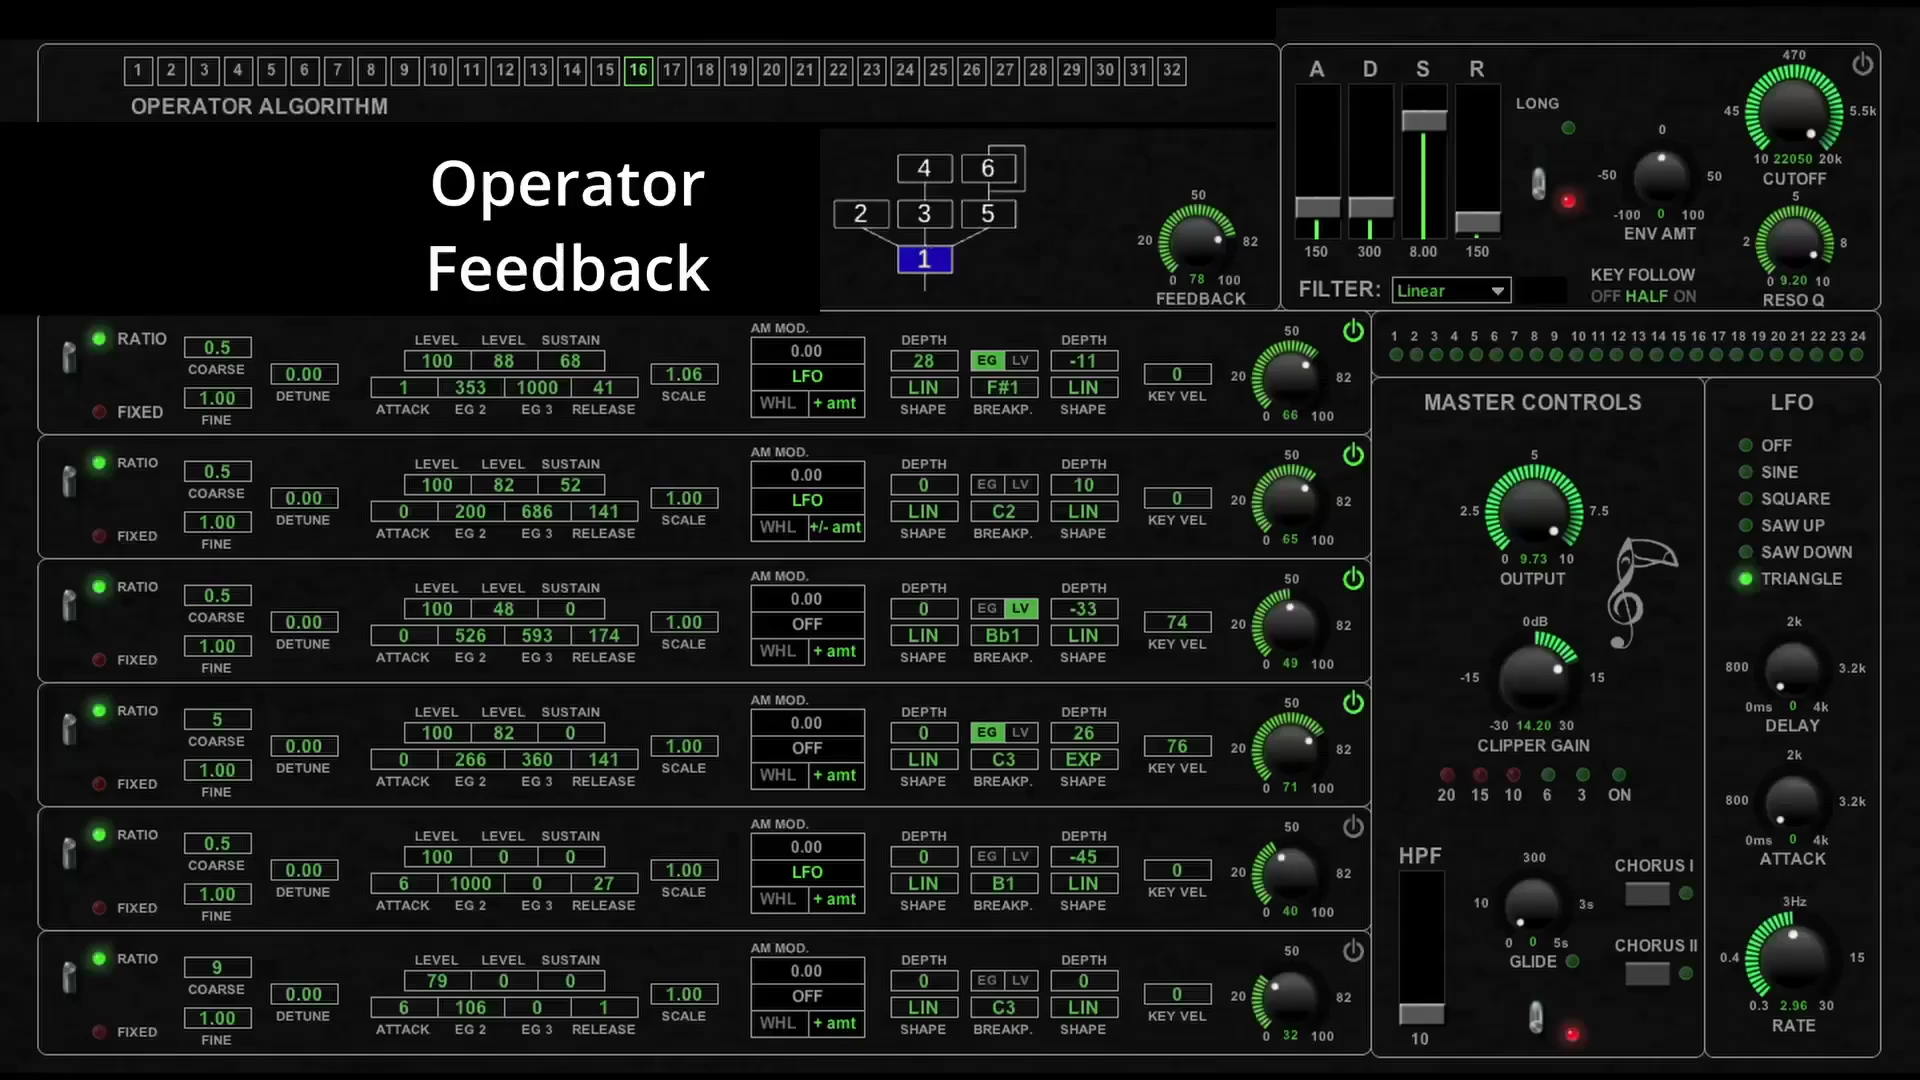 1 2 3 4 5 6 7 8 9 10 11 12 13 14 15 16 17 18 19 20 21 22 23 24 25 26 27 28 29 30 31 32
OPERATOR ALGORITHM
Operator
Feedback
4 6
2 3 5
1
50
20 82
0 78 100
FEEDBACK
A D S R
150 300 8.00 150
LONG
0
-50 50
-100 0 100
ENV AMT
470
45 5.5k
10 22050 20k
CUTOFF
5
2 8
0 9.20 10
RESO Q
FILTER: Linear
KEY FOLLOW
OFF HALF ON
RATIO 0.5 COARSE
FIXED 1.00 FINE
0.00 DETUNE
LEVEL LEVEL SUSTAIN
100 88 68
1 353 1000 41
ATTACK EG 2 EG 3 RELEASE
1.06 SCALE
AM MOD.
0.00
LFO
WHL + amt
DEPTH DEPTH
28 EG LV -11
LIN F#1 LIN
SHAPE BREAKP. SHAPE
0 KEY VEL
50
20 82
0 66 100
RATIO 0.5 COARSE
FIXED 1.00 FINE
0.00 DETUNE
LEVEL LEVEL SUSTAIN
100 82 52
0 200 686 141
ATTACK EG 2 EG 3 RELEASE
1.00 SCALE
AM MOD.
0.00
LFO
WHL +/- amt
DEPTH DEPTH
0 EG LV 10
LIN C2 LIN
SHAPE BREAKP. SHAPE
0 KEY VEL
50
20 82
0 65 100
RATIO 0.5 COARSE
FIXED 1.00 FINE
0.00 DETUNE
LEVEL LEVEL SUSTAIN
100 48 0
0 526 593 174
ATTACK EG 2 EG 3 RELEASE
1.00 SCALE
AM MOD.
0.00
OFF
WHL + amt
DEPTH DEPTH
0 EG LV -33
LIN Bb1 LIN
SHAPE BREAKP. SHAPE
74 KEY VEL
50
20 82
0 49 100
RATIO 5 COARSE
FIXED 1.00 FINE
0.00 DETUNE
LEVEL LEVEL SUSTAIN
100 82 0
0 266 360 141
ATTACK EG 2 EG 3 RELEASE
1.00 SCALE
AM MOD.
0.00
OFF
WHL + amt
DEPTH DEPTH
0 EG LV 26
LIN C3 EXP
SHAPE BREAKP. SHAPE
76 KEY VEL
50
20 82
0 71 100
RATIO 0.5 COARSE
FIXED 1.00 FINE
0.00 DETUNE
LEVEL LEVEL SUSTAIN
100 0 0
6 1000 0 27
ATTACK EG 2 EG 3 RELEASE
1.00 SCALE
AM MOD.
0.00
LFO
WHL + amt
DEPTH DEPTH
0 EG LV -45
LIN B1 LIN
SHAPE BREAKP. SHAPE
0 KEY VEL
50
20 82
0 40 100
RATIO 9 COARSE
FIXED 1.00 FINE
0.00 DETUNE
LEVEL LEVEL SUSTAIN
79 0 0
6 106 0 1
ATTACK EG 2 EG 3 RELEASE
1.00 SCALE
AM MOD.
0.00
OFF
WHL + amt
DEPTH DEPTH
0 EG LV 0
LIN C3 LIN
SHAPE BREAKP. SHAPE
0 KEY VEL
50
20 82
0 32 100
1 2 3 4 5 6 7 8 9 10 11 12 13 14 15 16 17 18 19 20 21 22 23 24
MASTER CONTROLS
5
2.5 7.5
0 9.73 10
OUTPUT
0dB
-15 15
-30 14.20 30
CLIPPER GAIN
20 15 10 6 3 ON
HPF
10
300
10 3s
0 0 5s
GLIDE
CHORUS I
CHORUS II
LFO
OFF
SINE
SQUARE
SAW UP
SAW DOWN
TRIANGLE
2k
800 3.2k
0ms 0 4k
DELAY
2k
800 3.2k
0ms 0 4k
ATTACK
3Hz
0.4 15
0.3 2.96 30
RATE